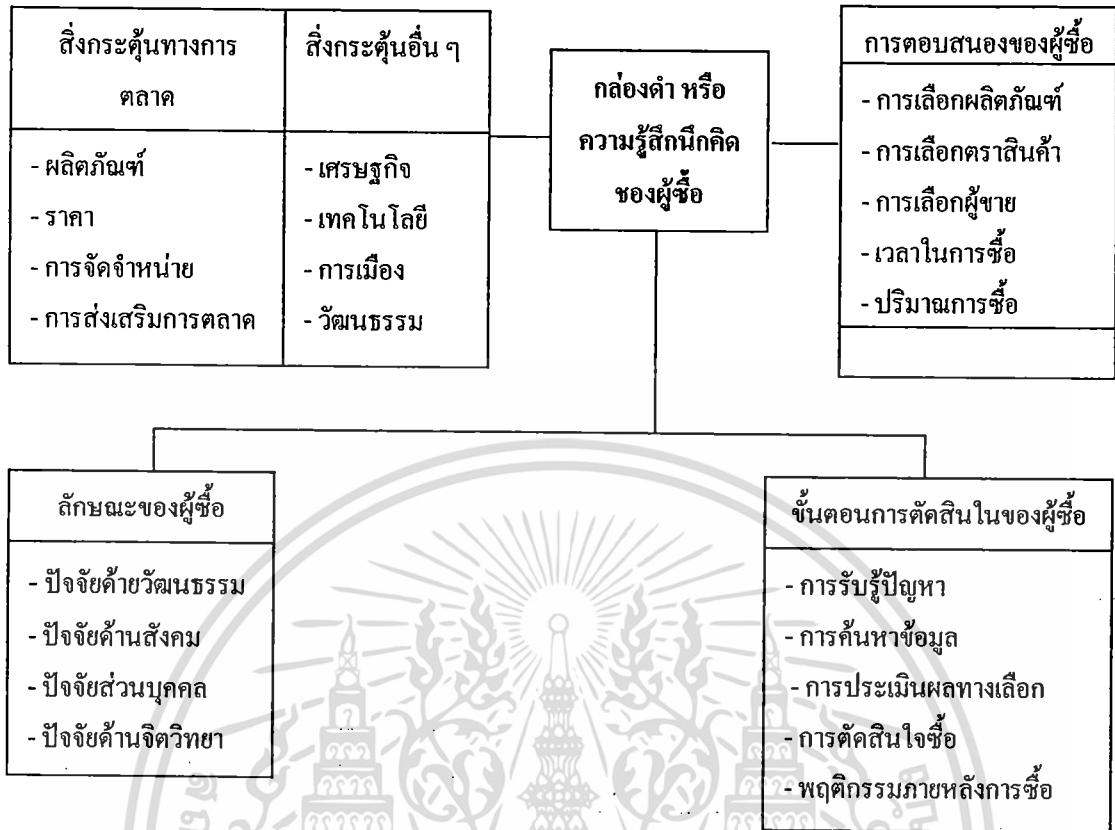 สิ่งกระตุ้นทางการ
ตลาด
- ผลิตภัณฑ์
- ราคา
- การจัดจำหน่าย
- การส่งเสริมการตลาด
สิ่งกระตุ้นอื่น ๆ
- เศรษฐกิจ
- เทคโนโลยี
- การเมือง
- วัฒนธรรม
กล่องดำ หรือ
ความรู้สึกนึกคิด
ของผู้ซื้อ
การตอบสนองของผู้ซื้อ
- การเลือกผลิตภัณฑ์
- การเลือกตราสินค้า
- การเลือกผู้ขาย
- เวลาในการซื้อ
- ปริมาณการซื้อ
ลักษณะของผู้ซื้อ
- ปัจจัยด้ายวัฒนธรรม
- ปัจจัยด้านสังคม
- ปัจจัยส่วนบุคคล
- ปัจจัยด้านจิตวิทยา
ขั้นตอนการตัดสินในของผู้ซื้อ
- การรับรู้ปัญหา
- การค้นหาข้อมูล
- การประเมินผลทางเลือก
- การตัดสินใจซื้อ
- พฤติกรรมภายหลังการซื้อ